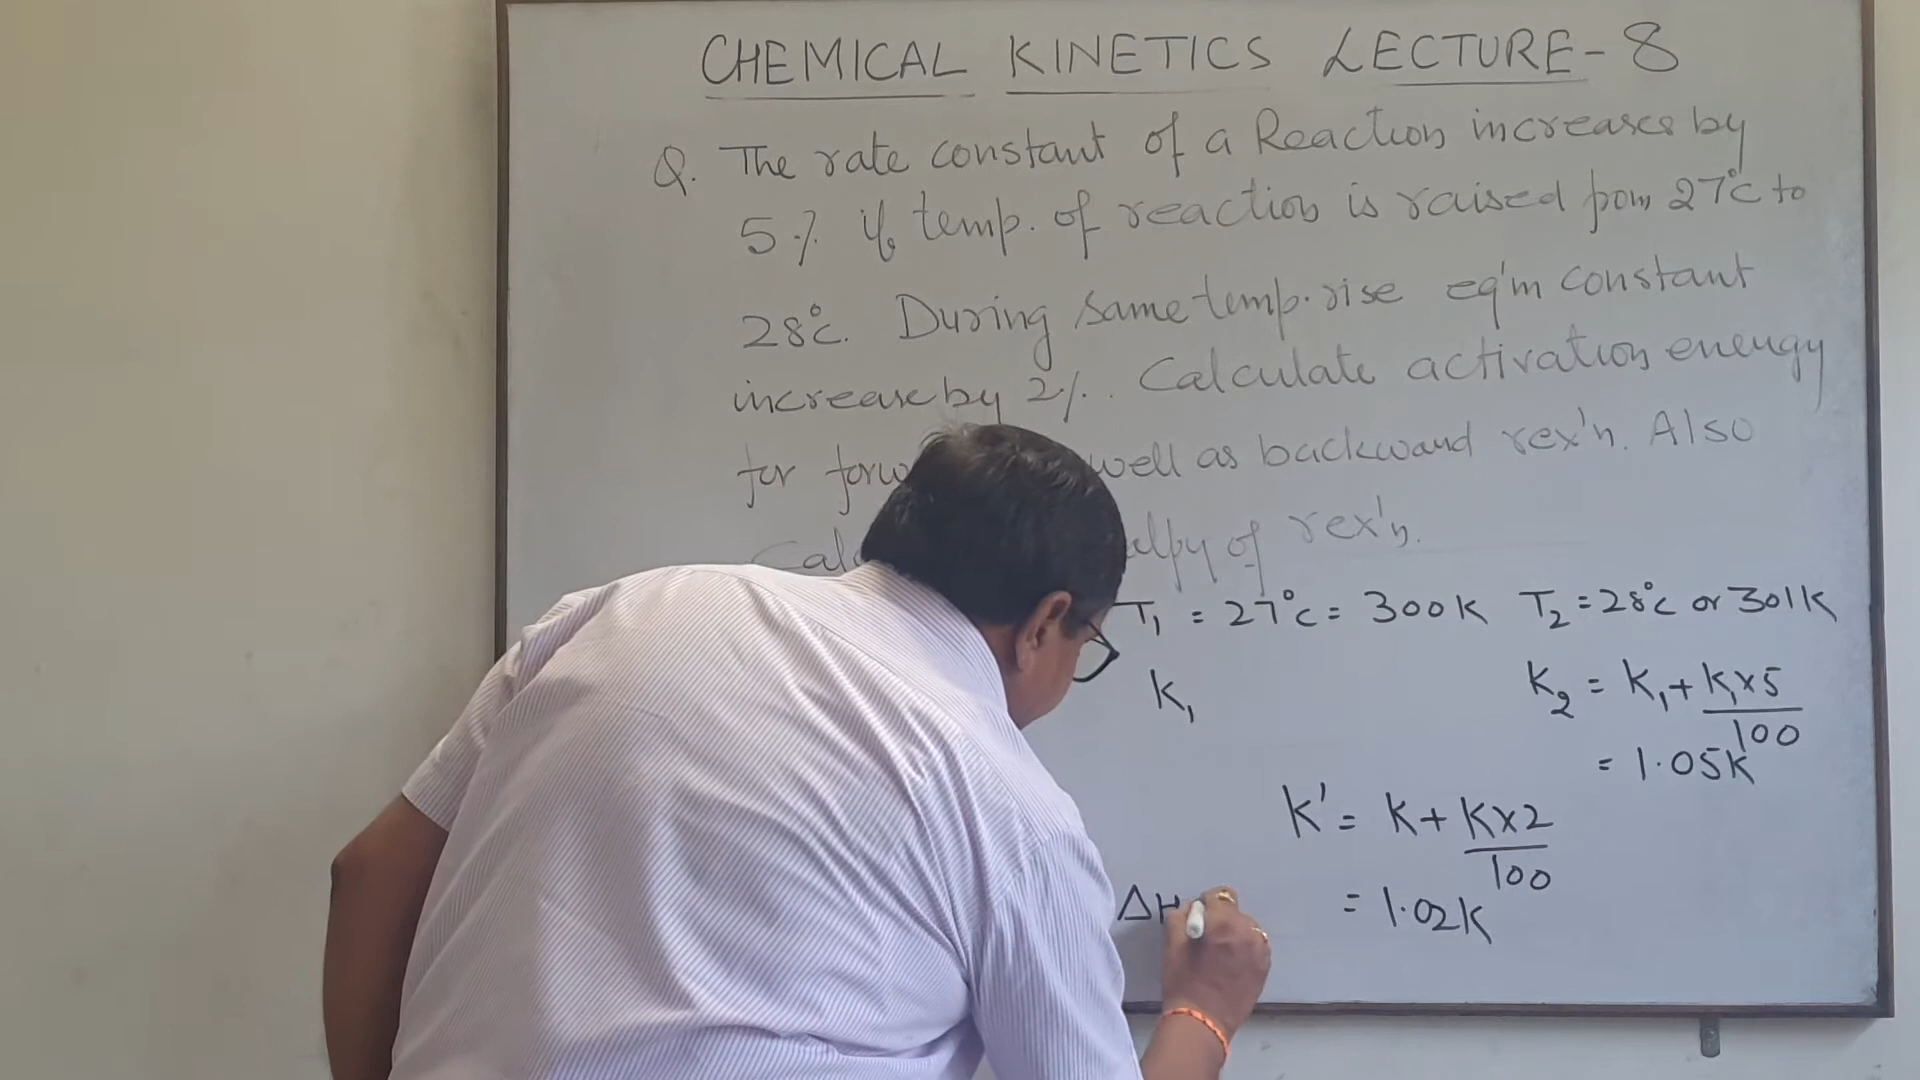 CHEMICAL KINETICS LECTURE-8
Q. The rate constant of a Reaction increases by
5% if temp. of reaction is raised from 27°c to
28°c. During same temp. rise eq'm constant
increase by 2%. Calculate activation energy
for well as backward rex'n. Also
of rex'n.
T₁ = 27°c = 300K T₂ = 28°c or 301K
K₁ K₂ = K₁ + K₁×5/100
= 1.05K
K' = K + K×2/100
ΔH = 1.02K